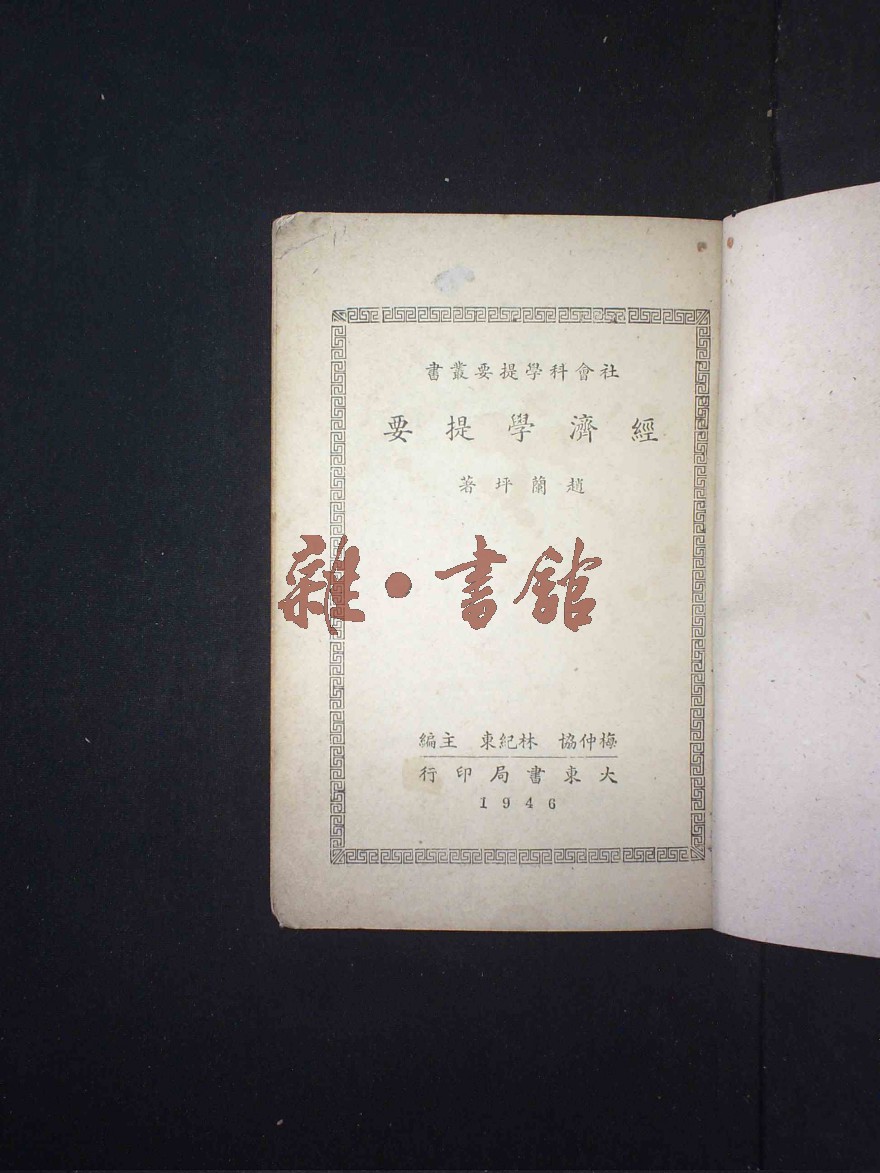 社會科學提要叢書
經濟學提要
趙蘭坪著
雜·書館
梅仲協 林紀東 主編
大東書局印行
1946